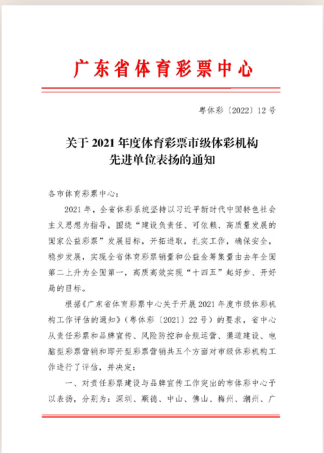 广东省体育彩票中心
粤体彩〔2022〕12号
关于2021年度体育彩票市级体彩机构
先进单位表扬的通知
各市体育彩票中心：
2021年，全省体彩系统坚持以习近平新时代中国特色社会
主义思想为指导，围绕“建设负责任、可依赖、高质量发展的
国家公益彩票”发展目标，开拓进取，扎实工作，确保安全，
稳步发展，实现全省体育彩票销量和公益金筹集量由去年全国
第二上升为全国第一，高质高效实现“十四五”起好步、开好
局的目标。
根据《广东省体育彩票中心关于开展2021年度市级体彩机
构工作评估的通知》（粤体彩〔2021〕22号）的要求，省中心
从责任彩票和品牌宣传、风险防控和合规运营、渠道建设、电
脑型彩票营销和即开型彩票营销共五个方面对市级体彩机构工
作进行了评估，并决定：
一、对责任彩票建设与品牌宣传工作突出的市体彩中心予
以表扬，分别为：深圳、顺德、中山、佛山、梅州、潮州、广